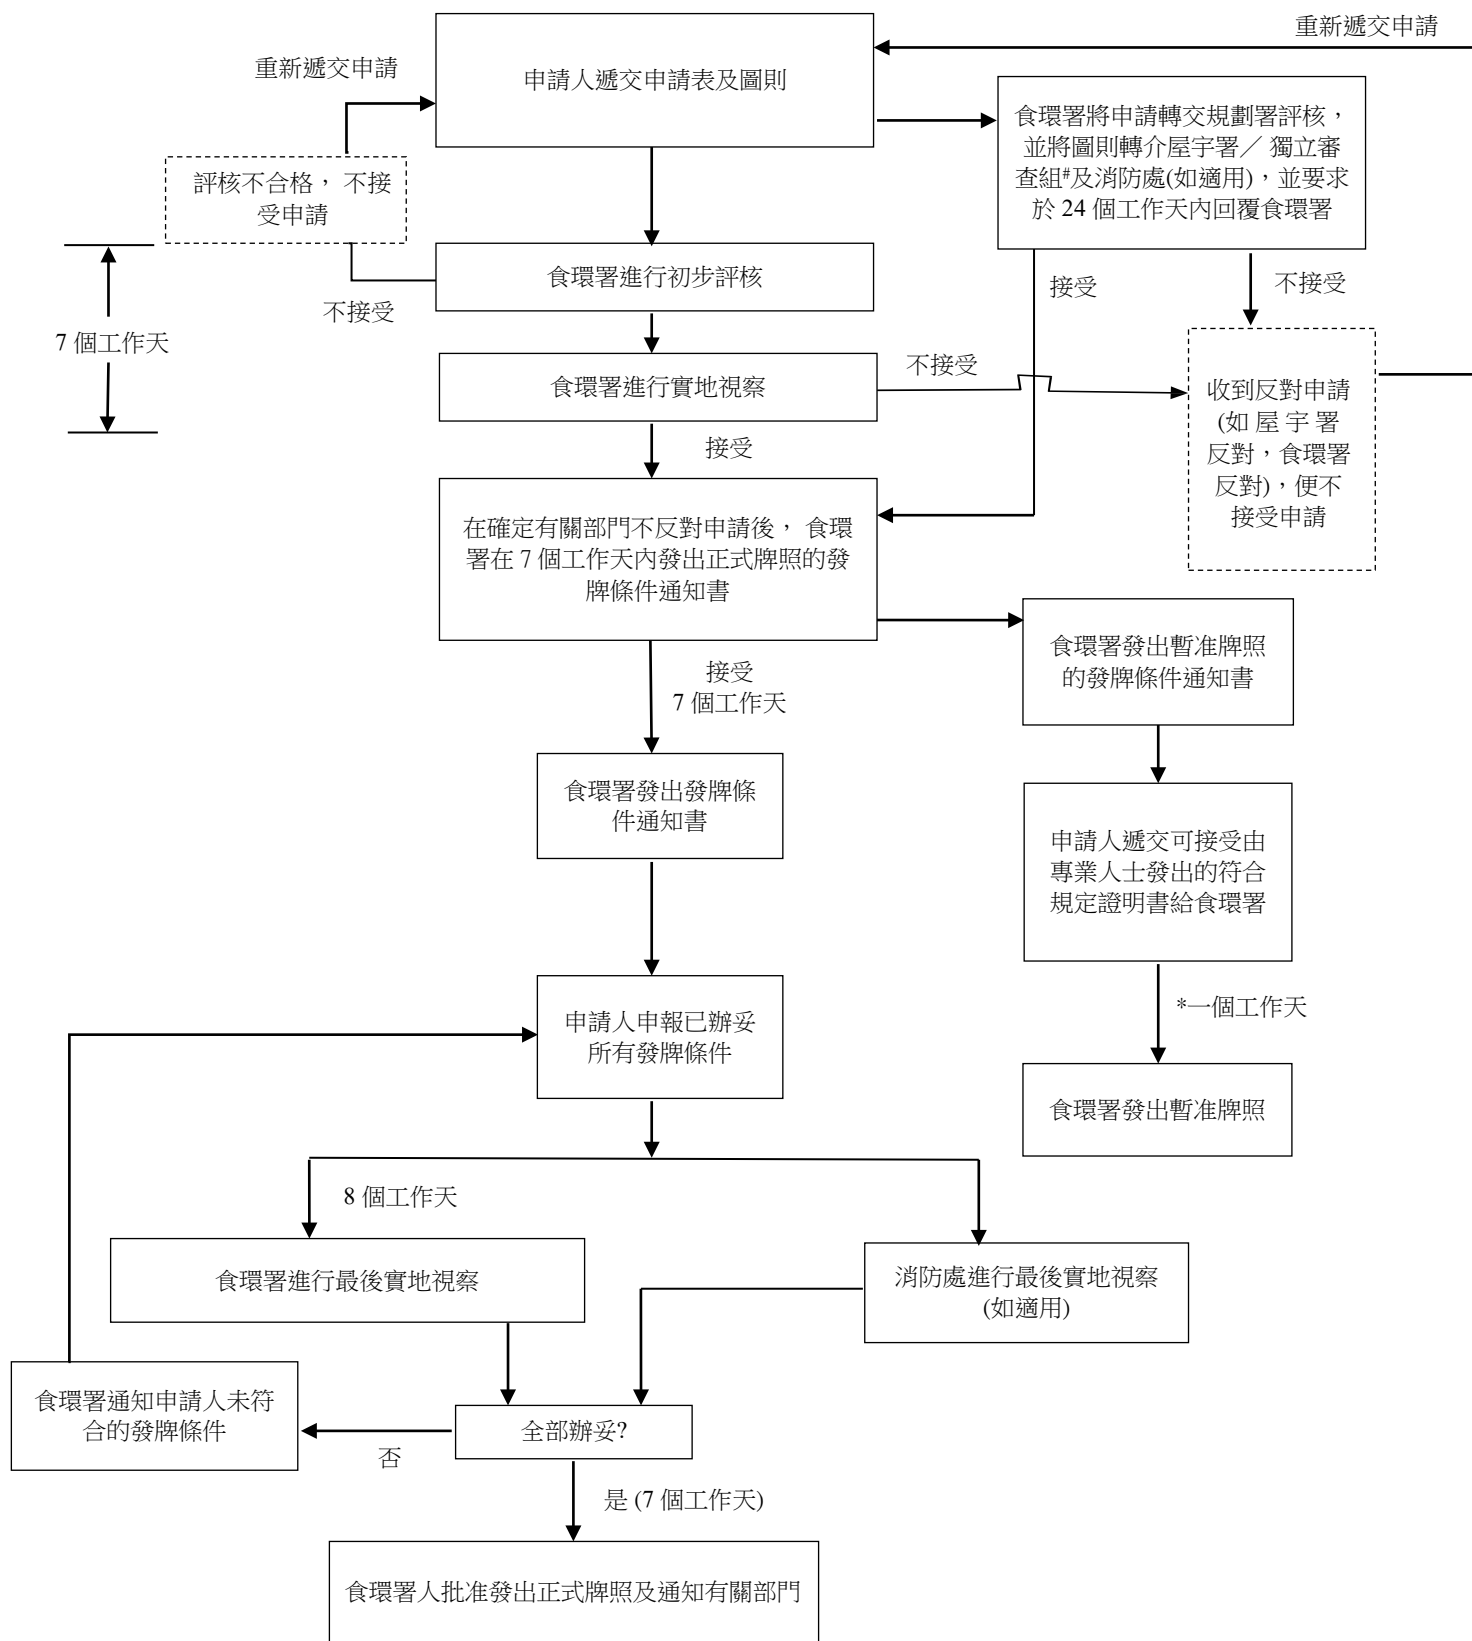 重新遞交申請
重新遞交申請
申請人遞交申請表及圖則
食環署將申請轉交規劃署評核，
並將圖則轉介屋宇署／ 獨立審
查組#及消防處(如適用)，並要求
於 24 個工作天內回覆食環署
評核不合格， 不接
受申請
食環署進行初步評核
不接受
接受
不接受
7 個工作天
食環署進行實地視察
不接受
收到反對申請
(如 屋 宇 署
反對，食環署
反對)，便不
接受申請
接受
在確定有關部門不反對申請後， 食環
署在 7 個工作天內發出正式牌照的發
牌條件通知書
食環署發出暫准牌照
的發牌條件通知書
接受
7 個工作天
食環署發出發牌條
件通知書
申請人遞交可接受由
專業人士發出的符合
規定證明書給食環署
*一個工作天
申請人申報已辦妥
所有發牌條件
食環署發出暫准牌照
8 個工作天
食環署進行最後實地視察
消防處進行最後實地視察
(如適用)
食環署通知申請人未符
合的發牌條件
全部辦妥?
否
是 (7 個工作天)
食環署人批准發出正式牌照及通知有關部門